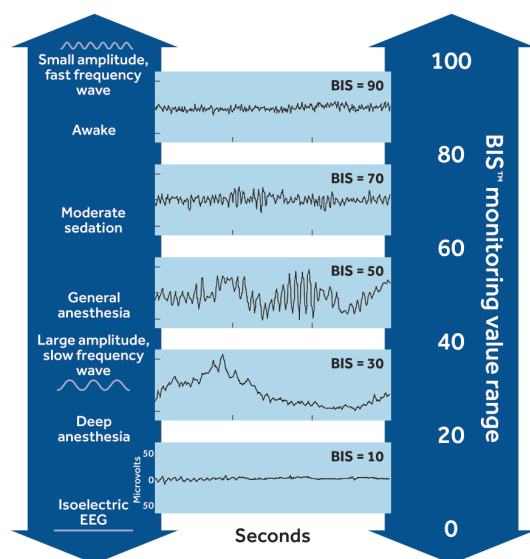 Small amplitude,
fast frequency
wave
Awake
Moderate
sedation
General
anesthesia
Large amplitude,
slow frequency
wave
Deep
anesthesia
Isoelectric
EEG
BIS = 90
BIS = 70
BIS = 50
BIS = 30
BIS = 10
50
0
50
Microvolts
Seconds
100
80
60
40
20
0
BIS™ monitoring value range